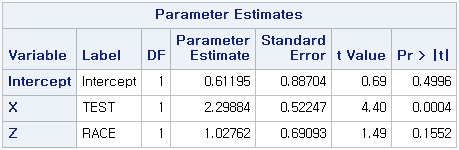 Parameter Estimates
Variable Label DF Parameter Estimate Standard Error t Value Pr > |t|
Intercept Intercept 1 0.61195 0.88704 0.69 0.4996
X TEST 1 2.29884 0.52247 4.40 0.0004
Z RACE 1 1.02762 0.69093 1.49 0.1552